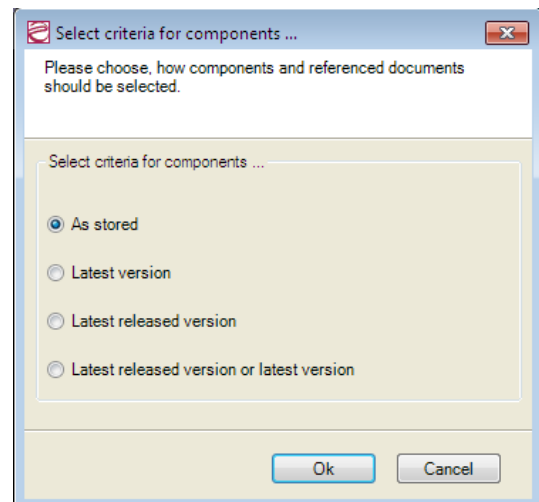 Select criteria for components ...
Please choose, how components and referenced documents
should be selected.
Select criteria for components ...
As stored
Latest version
Latest released version
Latest released version or latest version
Ok
Cancel